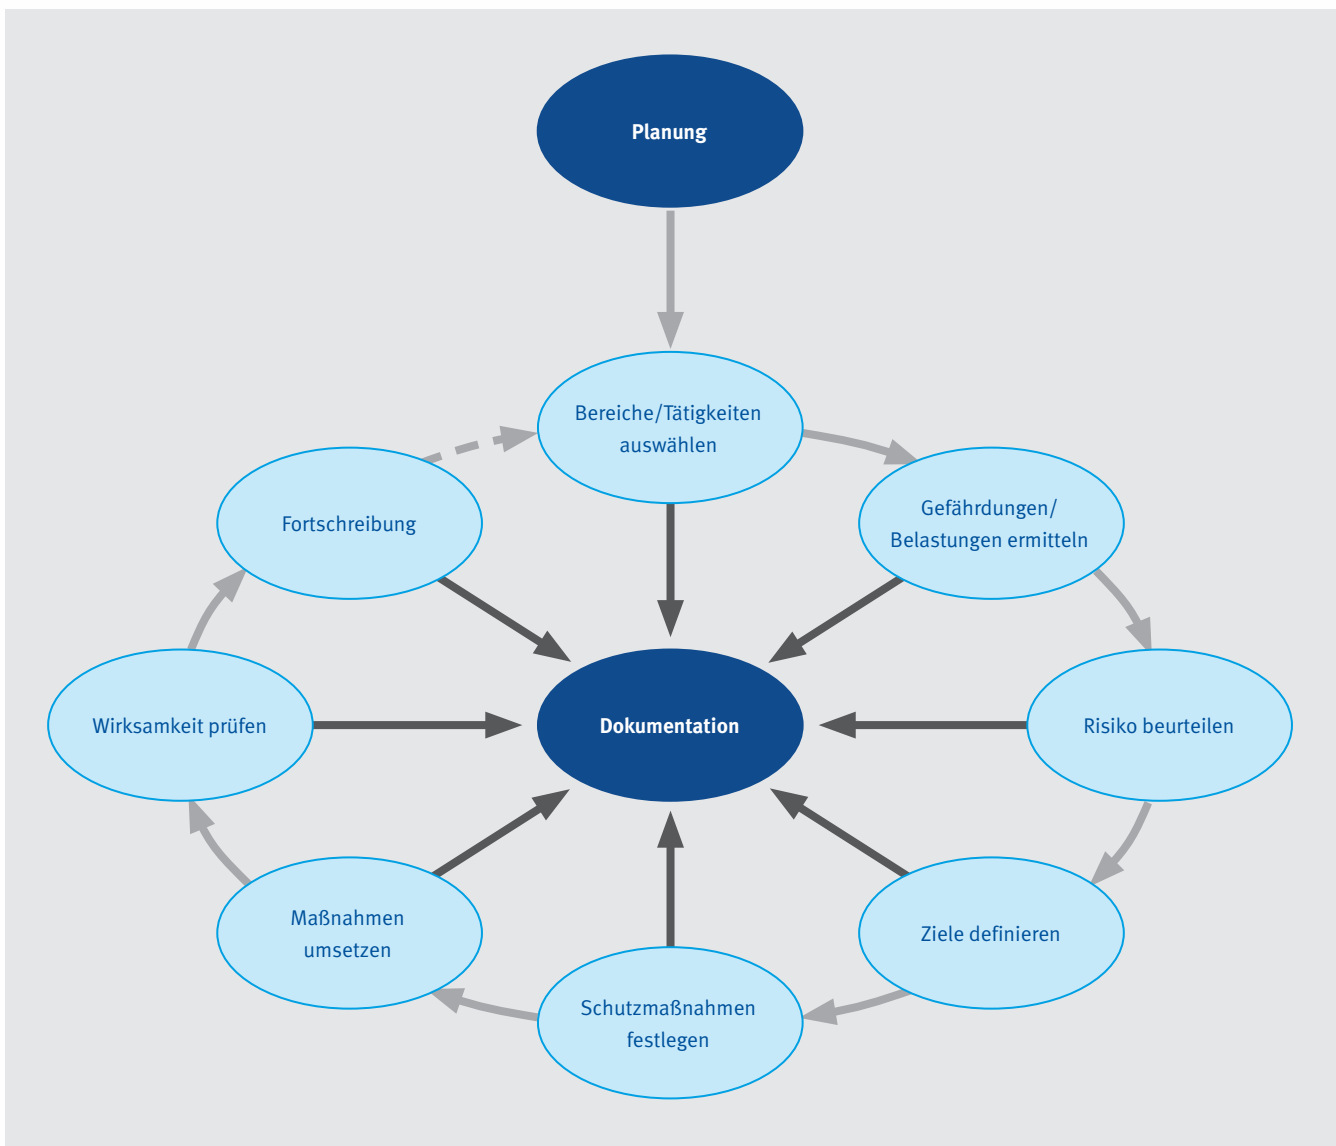 Planung
Bereiche/Tätigkeiten
auswählen
Gefährdungen/
Belastungen ermitteln
Fortschreibung
Wirksamkeit prüfen
Dokumentation
Risiko beurteilen
Maßnahmen
umsetzen
Ziele definieren
Schutzmaßnahmen
festlegen